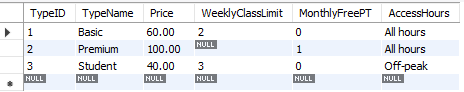 TypeID TypeName Price WeeklyClassLimit MonthlyFreePT AccessHours
1 Basic 60.00 2 0 All hours
2 Premium 100.00 NULL 1 All hours
3 Student 40.00 3 0 Off-peak
NULL NULL NULL NULL NULL NULL